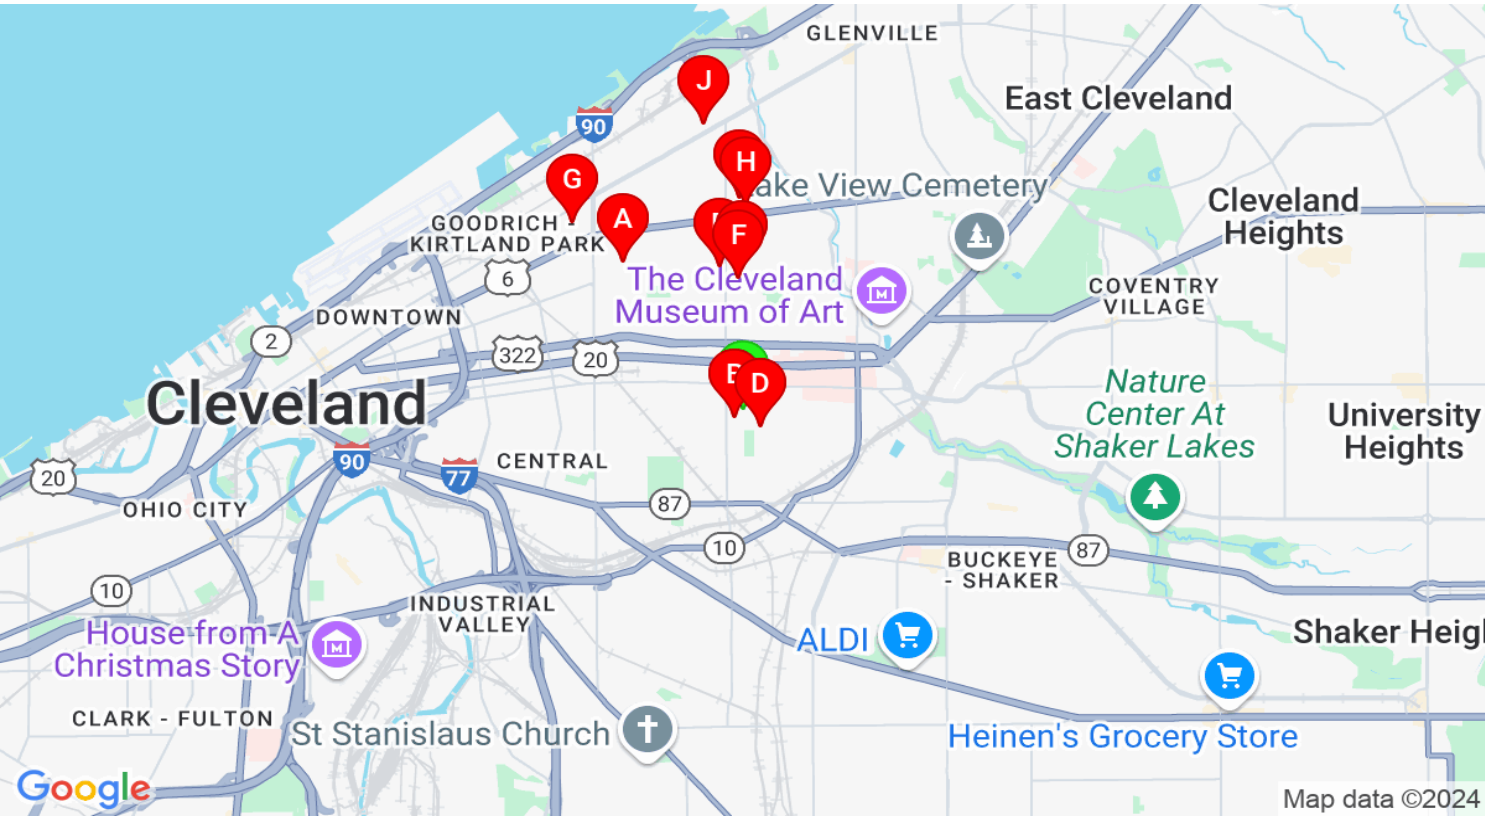 GLENVILLE
J
East Cleveland
90
H
G
Lake View Cemetery
A
F
Cleveland
Heights
GOODRICH -
KIRTLAND PARK
6
The Cleveland
Museum of Art
COVENTRY
VILLAGE
DOWNTOWN
2
322
20
D
Nature
Center At
Shaker Lakes
Cleveland
University
Heights
90
77
CENTRAL
20
OHIO CITY
87
10
BUCKEYE
- SHAKER
87
10
INDUSTRIAL
VALLEY
House from A
Christmas Story
ALDI
Shaker Heigh
CLARK - FULTON
St Stanislaus Church
Heinen's Grocery Store
Google
Map data ©2024